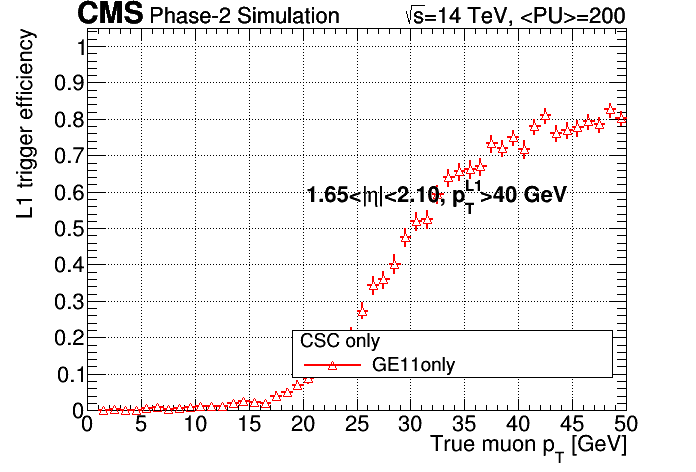 CMS Phase-2 Simulation √s=14 TeV, <PU>=200
L1 trigger efficiency
1
0.9
0.8
0.7
0.6
0.5
0.4
0.3
0.2
0.1
0
1.65<|η|<2.10, p_T^L1>40 GeV
CSC only
GE11only
0 5 10 15 20 25 30 35 40 45 50
True muon p_T [GeV]